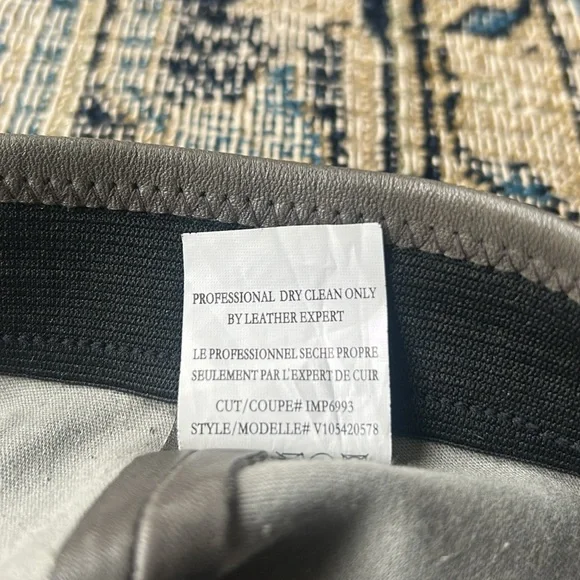 PROFESSIONAL DRY CLEAN ONLY
BY LEATHER EXPERT
LE PROFESSIONNEL SECHE PROPRE
SEULEMENT PAR L'EXPERT DE CUIR
CUT/COUPE# IMP6993
STYLE/MODELLE# V105420578